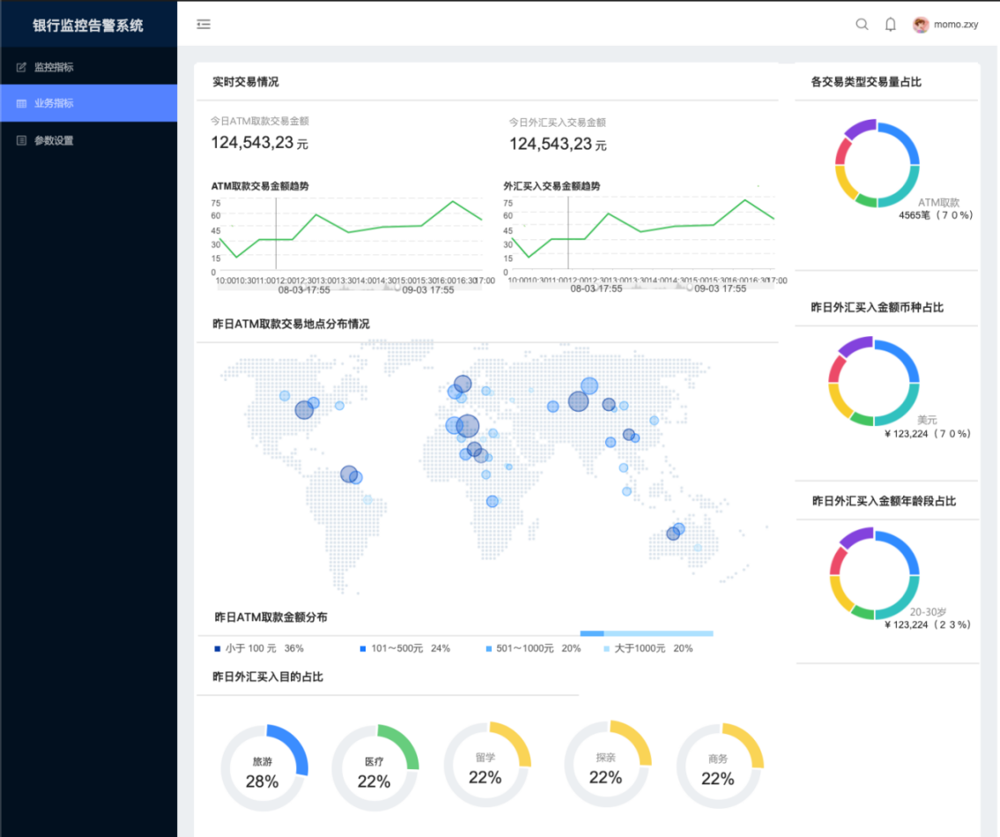 银行监控告警系统
momo.zxy
监控指标
业务指标
参数设置
实时交易情况
今日ATM取款交易金额
124,543,23 元
今日外汇买入交易金额
124,543,23 元
ATM取款交易金额趋势
75
60
45
30
15
0
10:0010:3011:0012:0012:3013:0013:3014:0014:3015:0015:3016:0016:3017:00
08-03 17:55
09-03 17:55
外汇买入交易金额趋势
75
60
45
30
15
0
10:0010:3011:0012:0012:3013:0013:3014:0014:3015:0015:3016:0016:3017:00
08-03 17:55
09-03 17:55
昨日ATM取款交易地点分布情况
昨日ATM取款金额分布
小于 100 元 36%
101～500元 24%
501～1000元 20%
大于1000元 20%
昨日外汇买入目的占比
旅游
28%
医疗
22%
留学
22%
探亲
22%
商务
22%
各交易类型交易量占比
ATM取款
4565笔（７０%）
昨日外汇买入金额币种占比
美元
¥ 123,224（７０%）
昨日外汇买入金额年龄段占比
20-30岁
¥ 123,224（２３%）